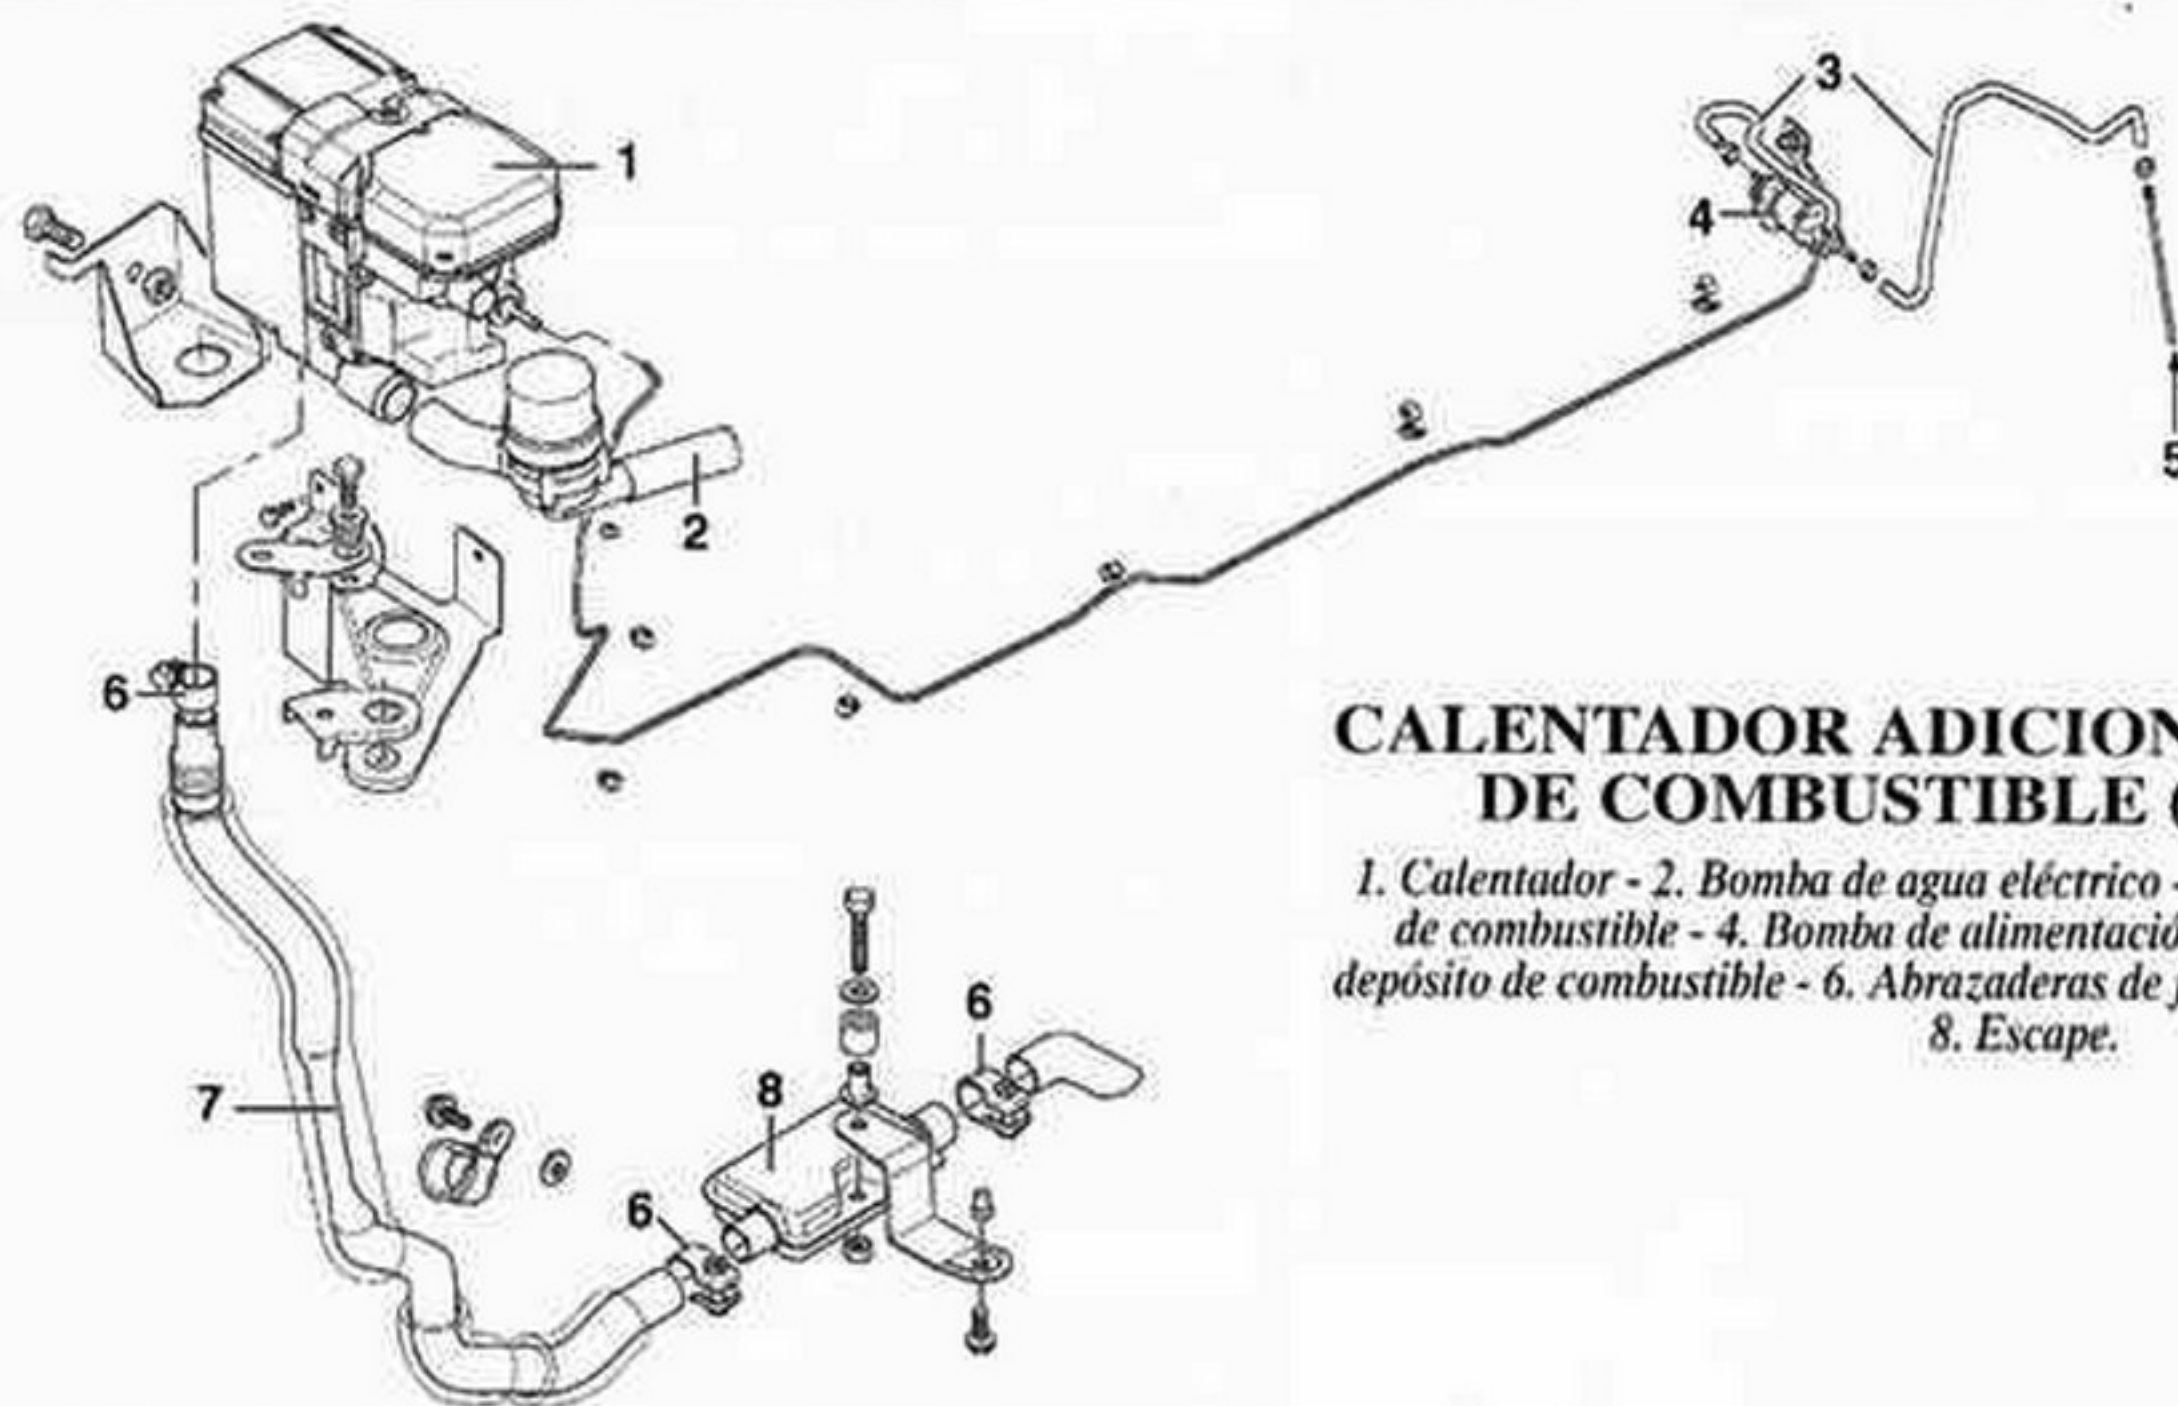 1
3
4
2
5
6
CALENTADOR ADICION
DE COMBUSTIBLE (
1. Calentador - 2. Bomba de agua eléctrico -
de combustible - 4. Bomba de alimentació
depósito de combustible - 6. Abrazaderas de
8. Escape.
6
8
7
6